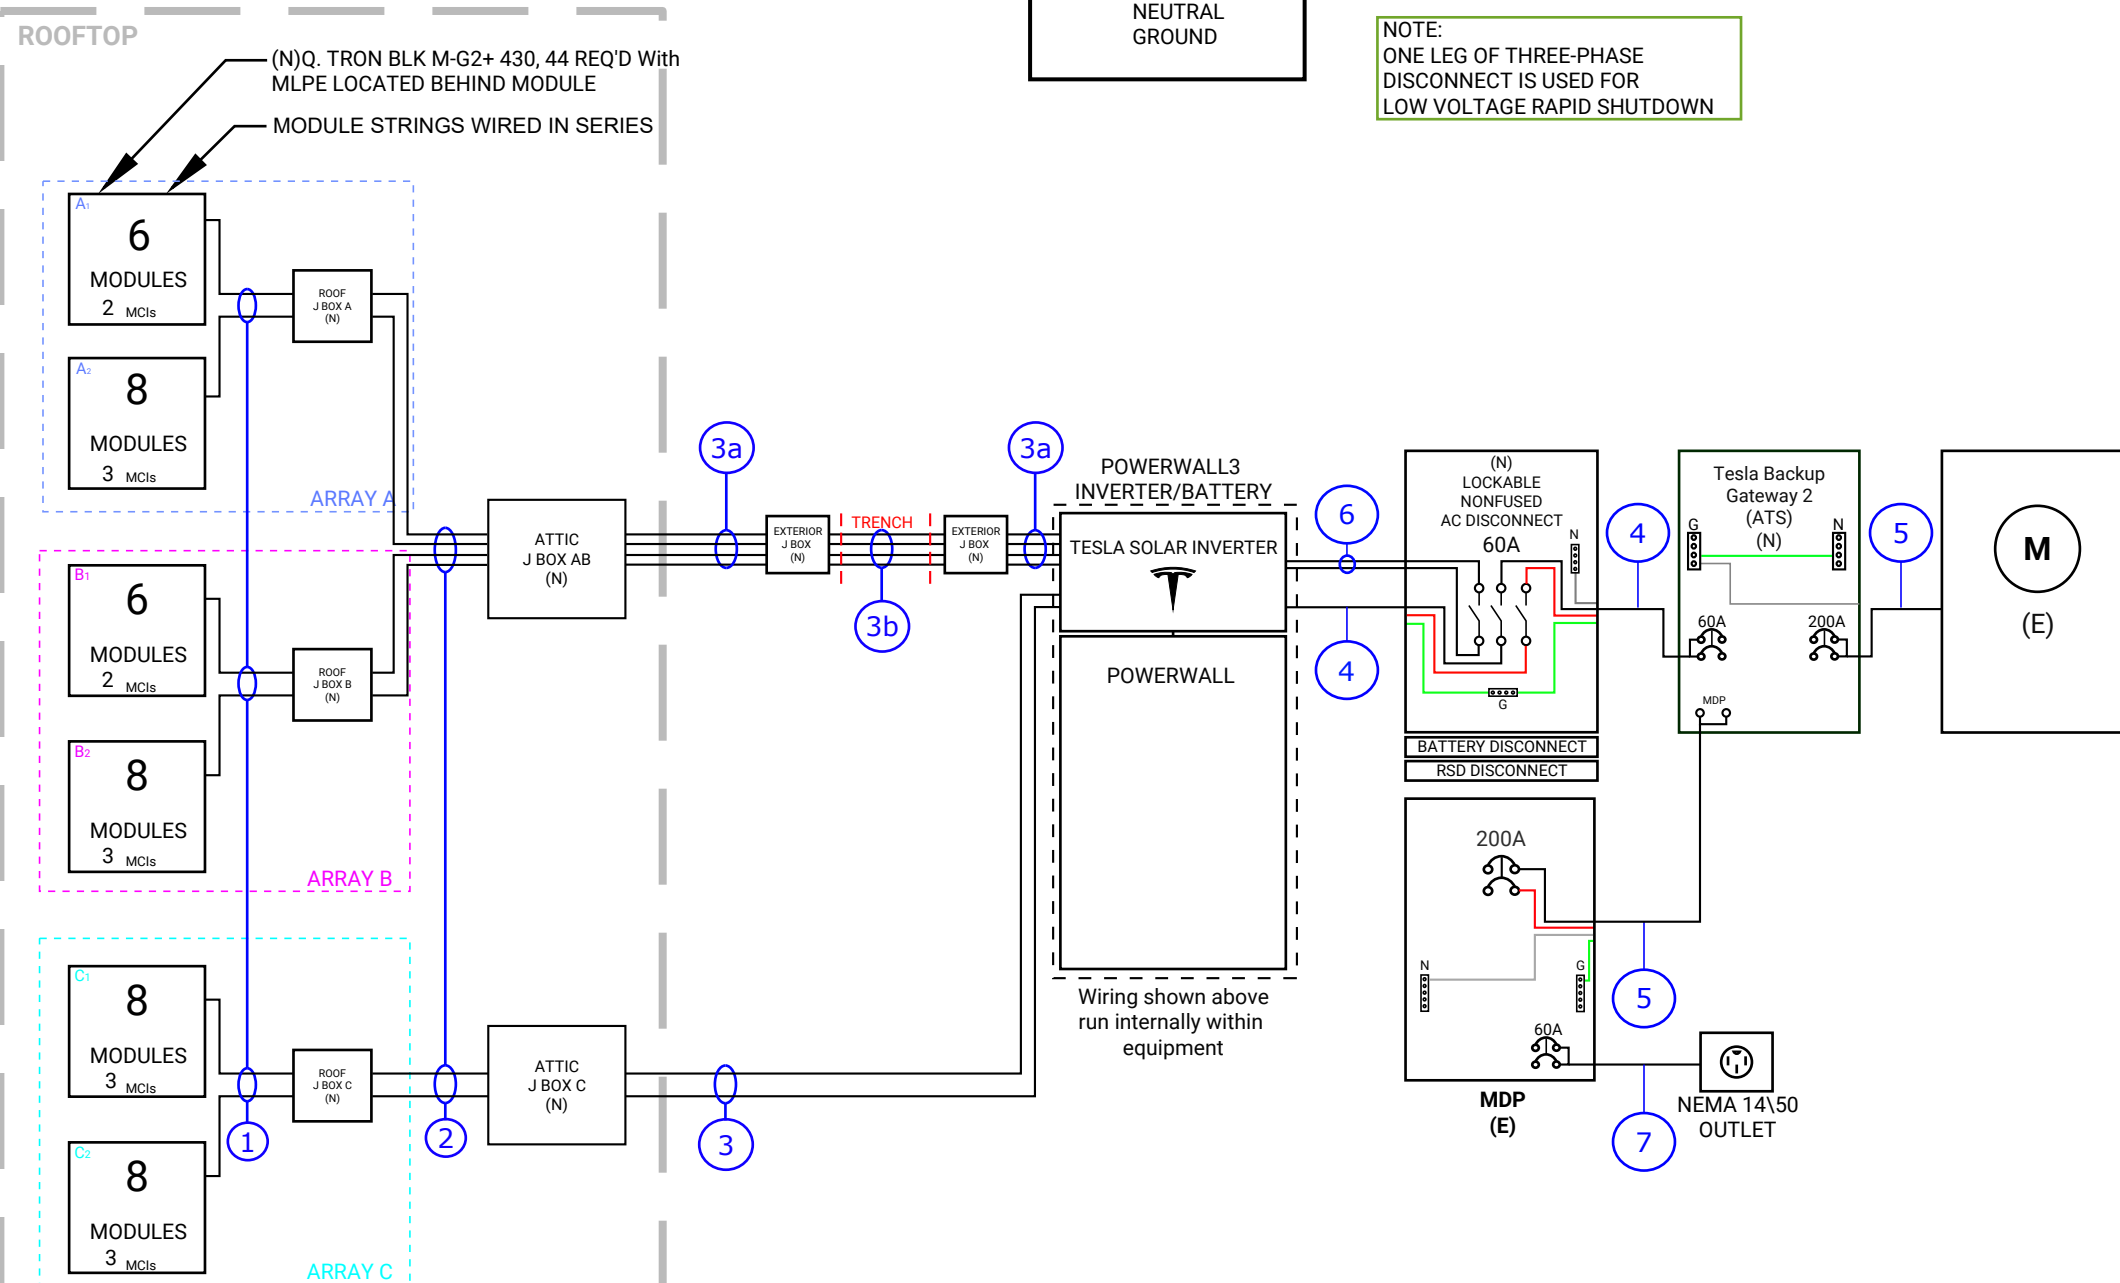 ROOFTOP
(N)Q. TRON BLK M-G2+ 430, 44 REQ'D With
MLPE LOCATED BEHIND MODULE
MODULE STRINGS WIRED IN SERIES
NEUTRAL
GROUND
NOTE:
ONE LEG OF THREE-PHASE
DISCONNECT IS USED FOR
LOW VOLTAGE RAPID SHUTDOWN
A1
6
MODULES
2 MCIs
ROOF
J BOX A
(N)
A2
8
MODULES
3 MCIs
ARRAY A
B1
6
MODULES
2 MCIs
ROOF
J BOX B
(N)
B2
8
MODULES
3 MCIs
ARRAY B
C1
8
MODULES
3 MCIs
ROOF
J BOX C
(N)
C2
8
MODULES
3 MCIs
ARRAY C
1
2
3
ATTIC
J BOX AB
(N)
ATTIC
J BOX C
(N)
3a
EXTERIOR
J BOX
(N)
TRENCH
3b
EXTERIOR
J BOX
(N)
3a
POWERWALL3
INVERTER/BATTERY
TESLA SOLAR INVERTER
POWERWALL
Wiring shown above
run internally within
equipment
6
4
(N)
LOCKABLE
NONFUSED
AC DISCONNECT
60A
N
G
BATTERY DISCONNECT
RSD DISCONNECT
4
Tesla Backup
Gateway 2
(ATS)
(N)
G
N
60A
200A
MDP
5
M
(E)
200A
N
G
60A
MDP
(E)
5
7
NEMA 14\50
OUTLET